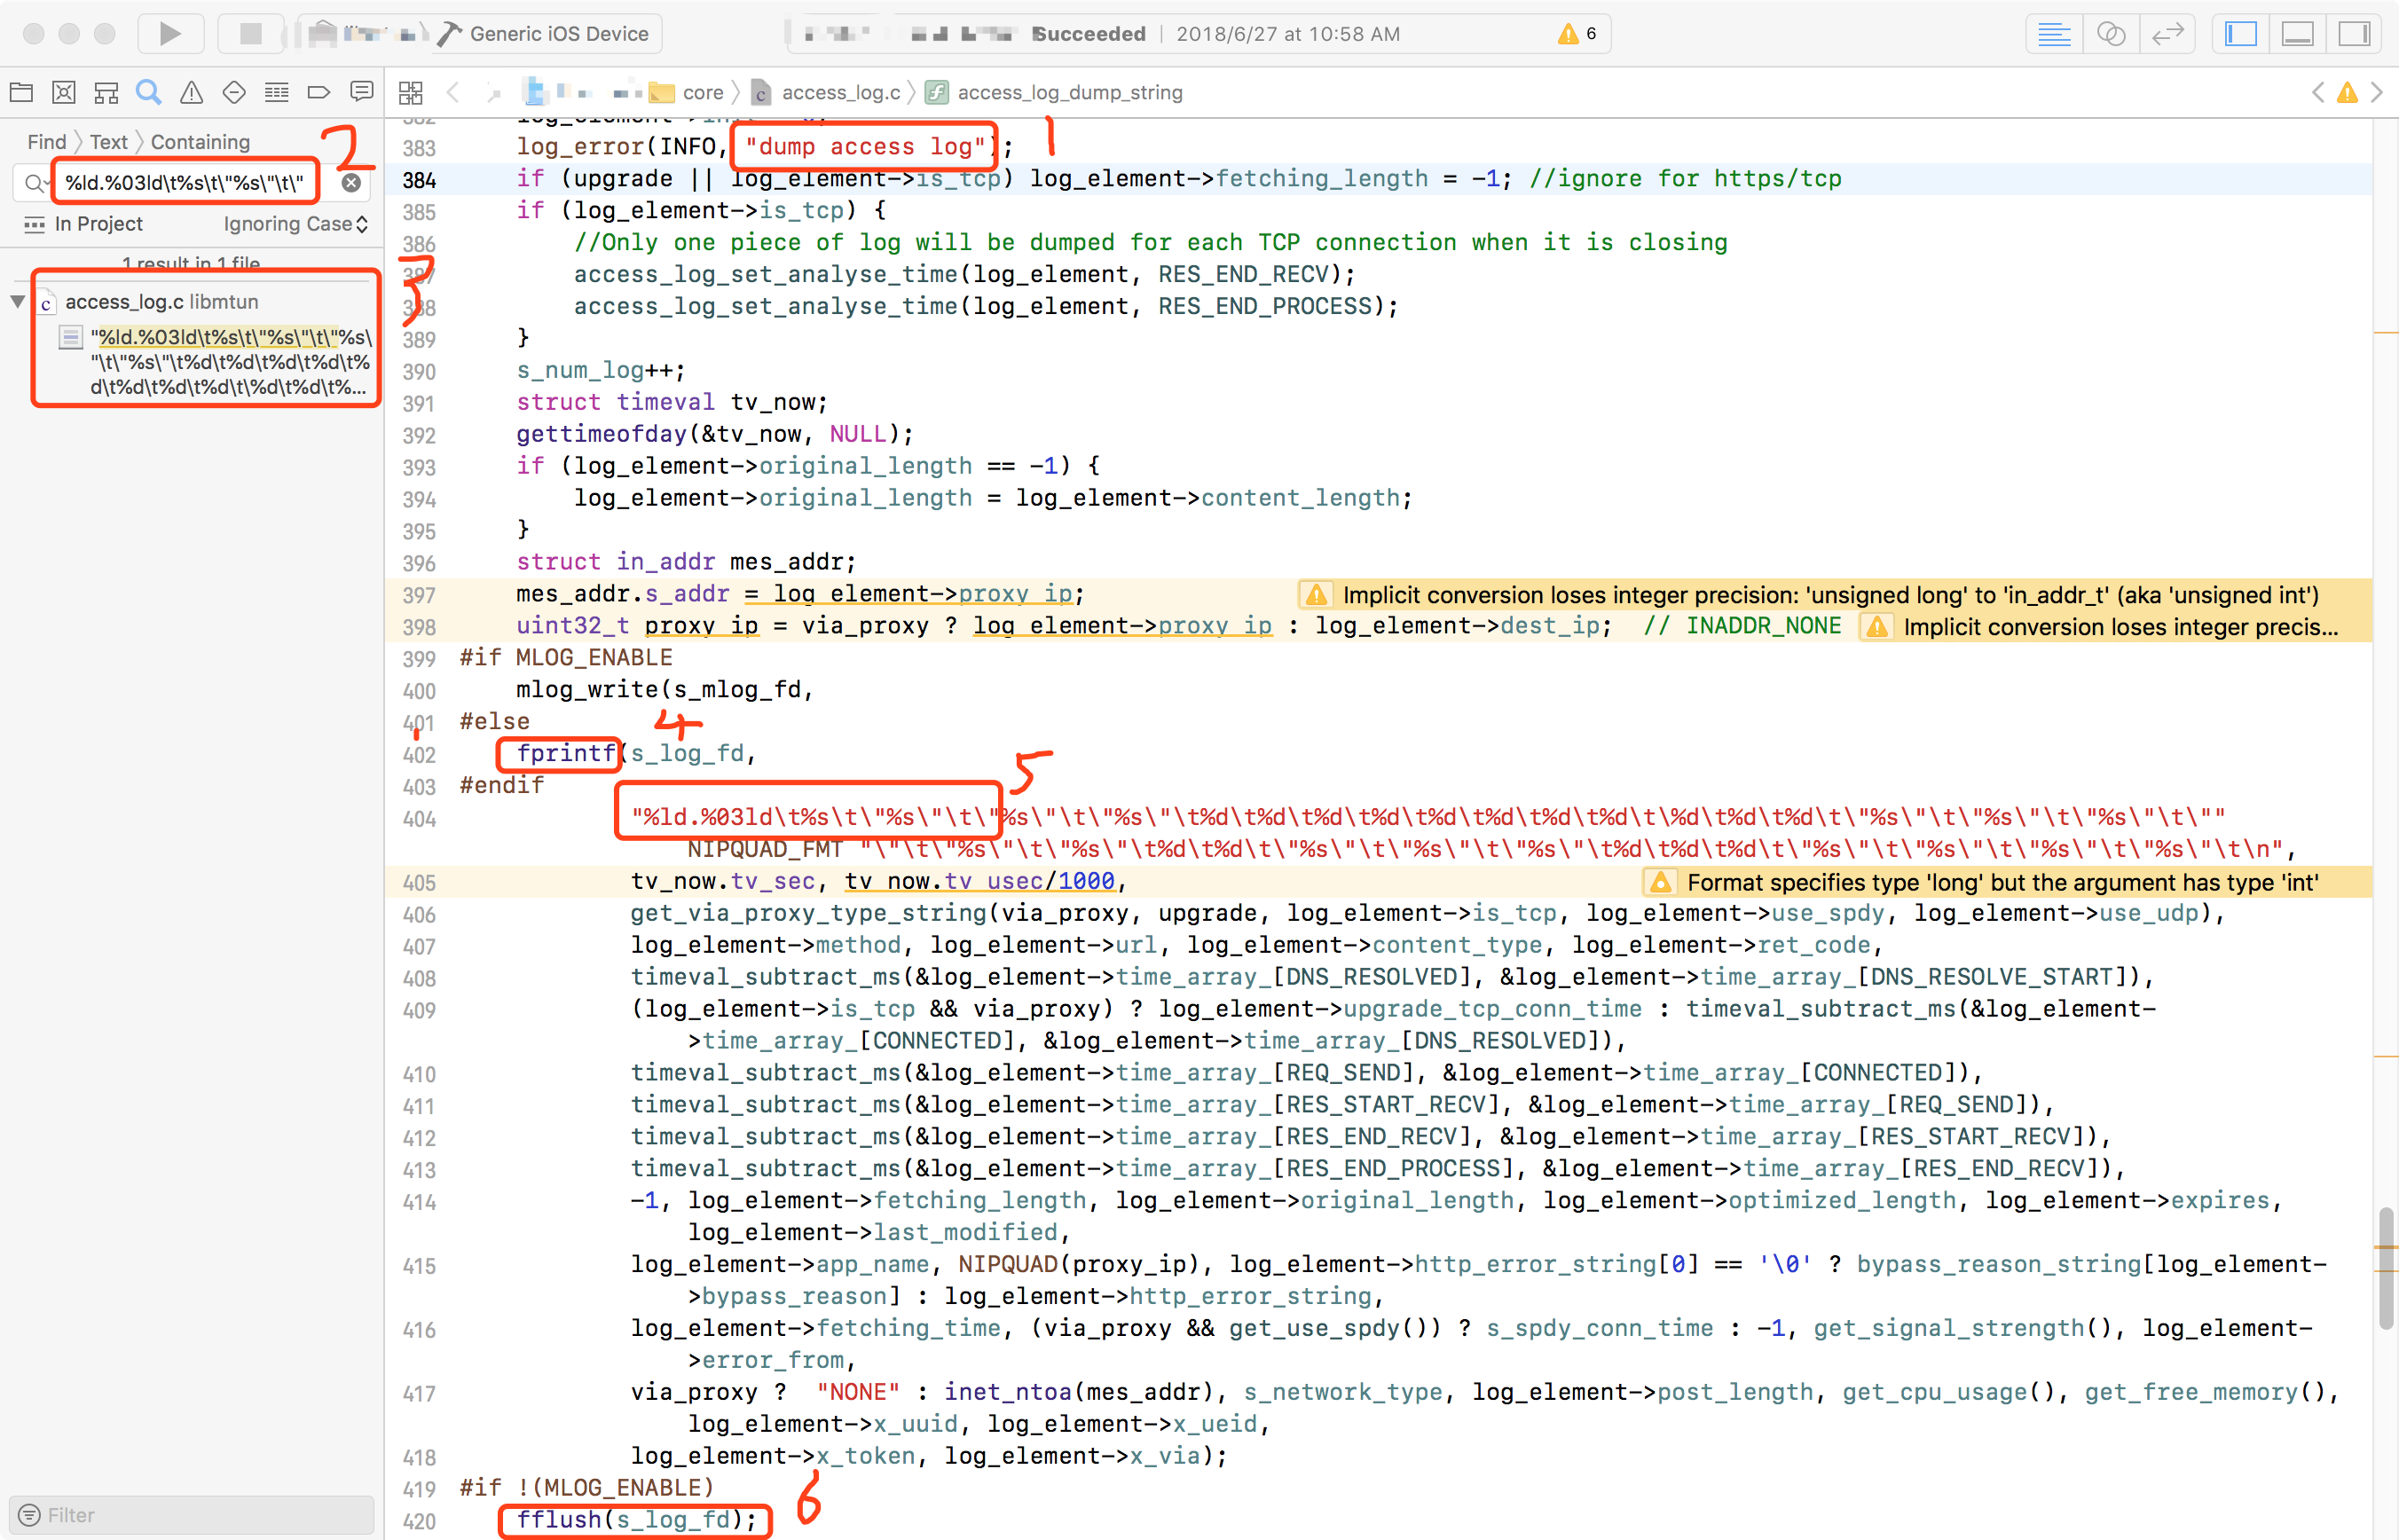 Generic iOS Device
Succeeded | 2018/6/27 at 10:58 AM
6
core
access_log.c
access_log_dump_string
Find
Text
Containing
2
%ld.%03ld\t%s\t\"%s\"\t\"
In Project
Ignoring Case
1 result in 1 file
3
access_log.c libmtun
"%ld.%03ld\t%s\t\"%s\"\t\"%s\
"\t\"%s\"\t%d\t%d\t%d\t%d\t%
d\t%d\t%d\t%d\t\%d\t%d\t%...
Filter
383 log_error(INFO, "dump access log"); 1
384 if (upgrade || log_element->is_tcp) log_element->fetching_length = -1; //ignore for https/tcp
385 if (log_element->is_tcp) {
386 //Only one piece of log will be dumped for each TCP connection when it is closing
387 access_log_set_analyse_time(log_element, RES_END_RECV);
388 access_log_set_analyse_time(log_element, RES_END_PROCESS);
389 }
390 s_num_log++;
391 struct timeval tv_now;
392 gettimeofday(&tv_now, NULL);
393 if (log_element->original_length == -1) {
394 log_element->original_length = log_element->content_length;
395 }
396 struct in_addr mes_addr;
397 mes_addr.s_addr = log_element->proxy_ip; Implicit conversion loses integer precision: 'unsigned long' to 'in_addr_t' (aka 'unsigned int')
398 uint32_t proxy_ip = via_proxy ? log_element->proxy_ip : log_element->dest_ip; // INADDR_NONE Implicit conversion loses integer precis...
399 #if MLOG_ENABLE
400 mlog_write(s_mlog_fd,
401 #else 4
402 fprintf(s_log_fd, 5
403 #endif
404 "%ld.%03ld\t%s\t\"%s\"\t\"%s\"\t\"%s\"\t%d\t%d\t%d\t%d\t%d\t%d\t%d\t%d\t\%d\t%d\t%d\t\"%s\"\t\"%s\"\t\"%s\"\t\""
NIPQUAD_FMT "\"\t\"%s\"\t\"%s\"\t%d\t%d\t\"%s\"\t\"%s\"\t\"%s\"\t%d\t%d\t%d\t\"%s\"\t\"%s\"\t\"%s\"\t\"%s\"\t\n",
405 tv_now.tv_sec, tv_now.tv_usec/1000, Format specifies type 'long' but the argument has type 'int'
406 get_via_proxy_type_string(via_proxy, upgrade, log_element->is_tcp, log_element->use_spdy, log_element->use_udp),
407 log_element->method, log_element->url, log_element->content_type, log_element->ret_code,
408 timeval_subtract_ms(&log_element->time_array_[DNS_RESOLVED], &log_element->time_array_[DNS_RESOLVE_START]),
409 (log_element->is_tcp && via_proxy) ? log_element->upgrade_tcp_conn_time : timeval_subtract_ms(&log_element-
>time_array_[CONNECTED], &log_element->time_array_[DNS_RESOLVED]),
410 timeval_subtract_ms(&log_element->time_array_[REQ_SEND], &log_element->time_array_[CONNECTED]),
411 timeval_subtract_ms(&log_element->time_array_[RES_START_RECV], &log_element->time_array_[REQ_SEND]),
412 timeval_subtract_ms(&log_element->time_array_[RES_END_RECV], &log_element->time_array_[RES_START_RECV]),
413 timeval_subtract_ms(&log_element->time_array_[RES_END_PROCESS], &log_element->time_array_[RES_END_RECV]),
414 -1, log_element->fetching_length, log_element->original_length, log_element->optimized_length, log_element->expires,
log_element->last_modified,
415 log_element->app_name, NIPQUAD(proxy_ip), log_element->http_error_string[0] == '\0' ? bypass_reason_string[log_element-
>bypass_reason] : log_element->http_error_string,
416 log_element->fetching_time, (via_proxy && get_use_spdy()) ? s_spdy_conn_time : -1, get_signal_strength(), log_element-
>error_from,
417 via_proxy ? "NONE" : inet_ntoa(mes_addr), s_network_type, log_element->post_length, get_cpu_usage(), get_free_memory(),
log_element->x_uuid, log_element->x_ueid,
418 log_element->x_token, log_element->x_via);
419 #if !(MLOG_ENABLE) 6
420 fflush(s_log_fd);